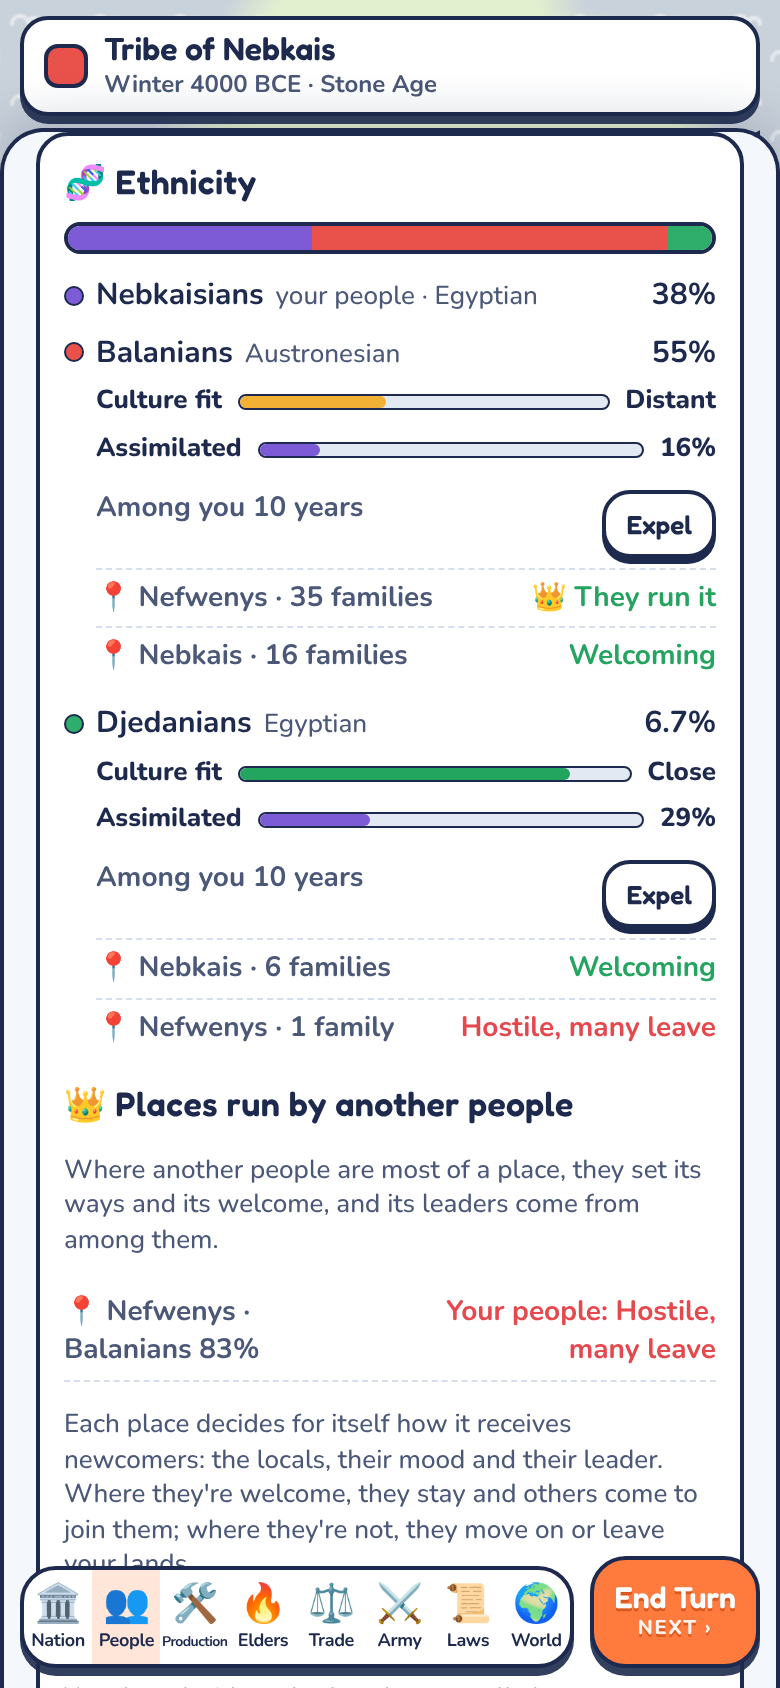 Tribe of Nebkais
Winter 4000 BCE · Stone Age
Ethnicity
Nebkaisians your people · Egyptian 38%
Balanians Austronesian 55%
Culture fit Distant
Assimilated 16%
Among you 10 years Expel
Nefwenys · 35 families They run it
Nebkais · 16 families Welcoming
Djedanians Egyptian 6.7%
Culture fit Close
Assimilated 29%
Among you 10 years Expel
Nebkais · 6 families Welcoming
Nefwenys · 1 family Hostile, many leave
Places run by another people
Where another people are most of a place, they set its
ways and its welcome, and its leaders come from
among them.
Nefwenys · Your people: Hostile,
Balanians 83% many leave
Each place decides for itself how it receives
newcomers: the locals, their mood and their leader.
Where they're welcome, they stay and others come to
join them; where they're not, they move on or leave
your lands
Nation People Production Elders Trade Army Laws World
End Turn
NEXT ›